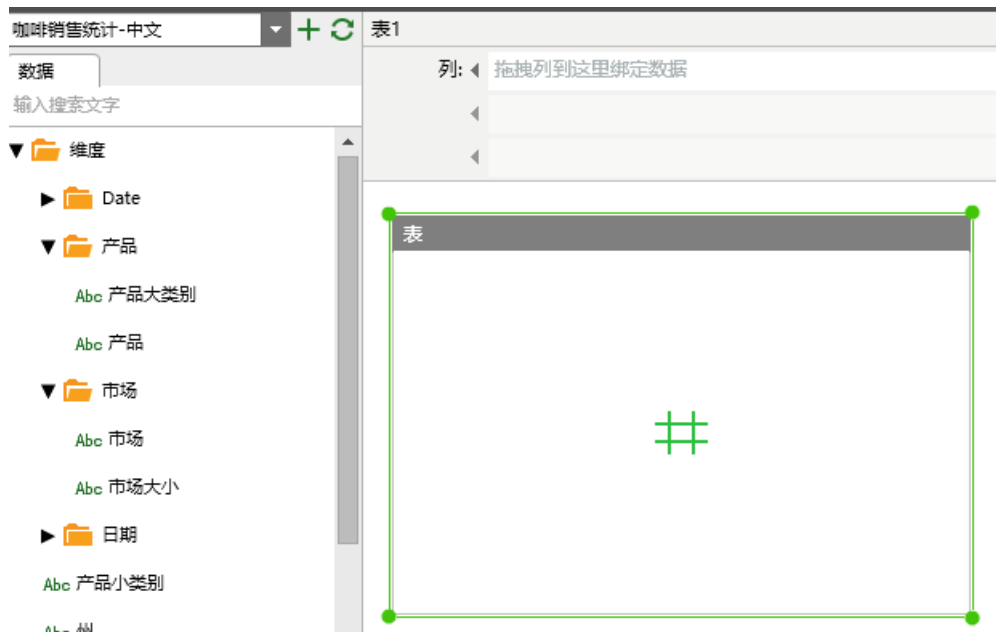 咖啡销售统计-中文
表1
数据
列:
拖拽列到这里绑定数据
输入搜索文字
维度
Date
产品
Abc 产品大类别
Abc 产品
市场
Abc 市场
Abc 市场大小
日期
Abc 产品小类别
Abc 州
表